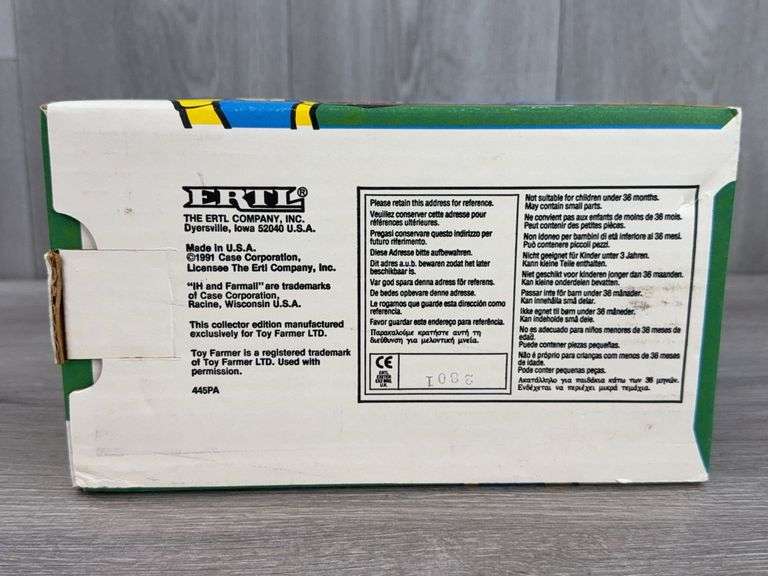 ERTL®
THE ERTL COMPANY, INC.
Dyersville, Iowa 52040 U.S.A.
Made in U.S.A.
©1991 Case Corporation,
Licensee The Ertl Company, Inc.
"IH and Farmall" are trademarks
of Case Corporation,
Racine, Wisconsin U.S.A.
This collector edition manufactured
exclusively for Toy Farmer LTD.
Toy Farmer is a registered trademark
of Toy Farmer LTD. Used with
permission.
445PA
Please retain this address for reference.
Veuillez conserver cette adresse pour
références ultérieures.
Pregasi conservare questo indirizzo per
futuro riferimento.
Diese Adresse bitte aufbewahren.
Dit adres a.u.b. bewaren zodat het later
beschikbaar is.
Var god spara denna adress för referens.
De bedes opbevare denne adresse.
Le rogamos que guarde esta dirección como
referencia.
Favor guardar este endereço para referência.
Παρακαλούμε κρατήστε αυτή τη
διεύθυνση για μελοντική μνεία.
CE
ERTL
EXETER
EX2 8NS
U.K.
2801
Not suitable for children under 36 months.
May contain small parts.
Ne convient pas aux enfants de moins de 36 mois.
Peut contenir des petites pièces.
Non idoneo per bambini di età inferiore ai 36 mesi.
Può contenere piccoli pezzi.
Nicht geeignet für Kinder unter 3 Jahren.
Kann kleine Teile enthalten.
Niet geschikt voor kinderen jonger dan 36 maanden.
Kan kleine onderdelen bevatten.
Passar inte för barn under 36 månader.
Kan innehålla små delar.
Ikke egnet til børn under 36 måneder.
Kan indeholde små dele.
No es adecuado para niños menores de 36 meses de
edad.
Puede contener piezas pequeñas.
Não é próprio para crianças com menos de 36 meses
de idade.
Pode conter pequenas peças.
Ακατάλληλο για παιδάκια κάτω των 36 μηνών.
Ενδέχεται να περιέχει μικρά τεμάχια.